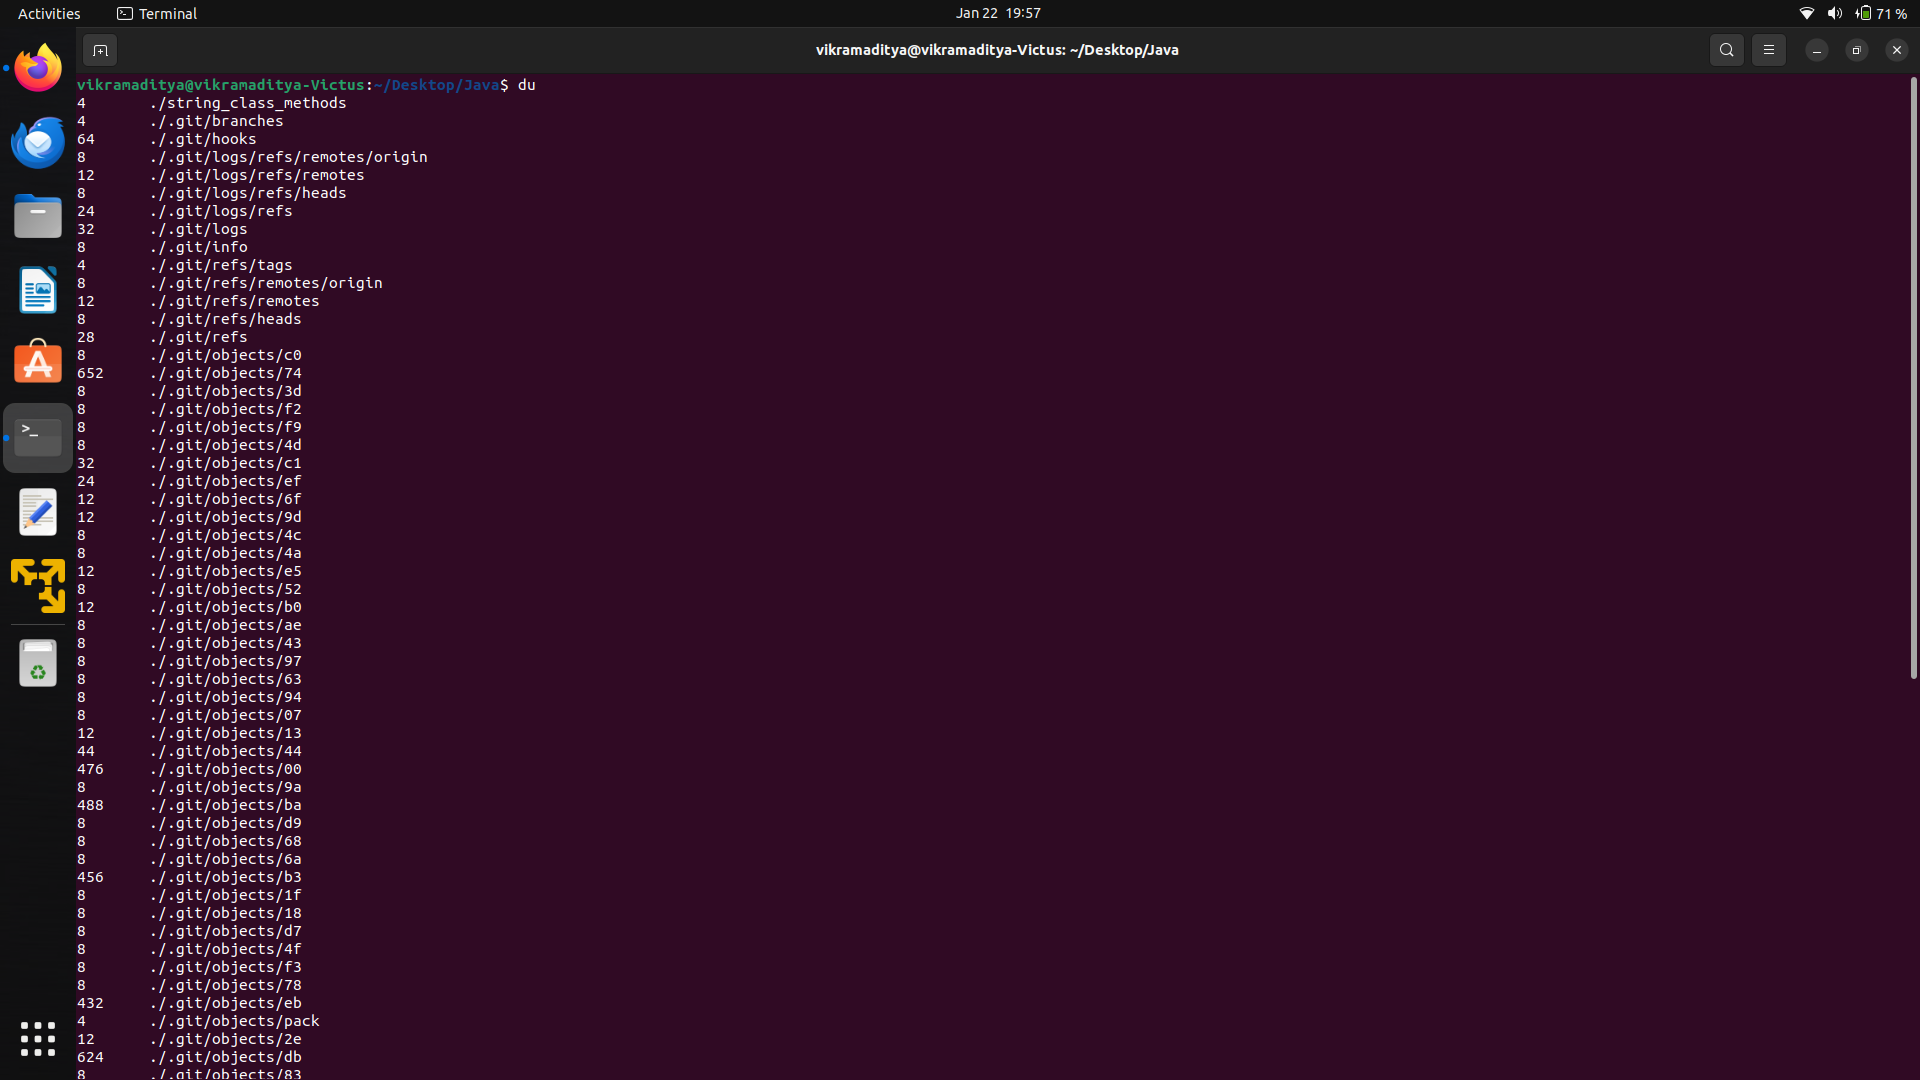 Activities Terminal Jan 22 19:57 71 %
vikramaditya@vikramaditya-Victus: ~/Desktop/Java
vikramaditya@vikramaditya-Victus:~/Desktop/Java$ du
4 ./string_class_methods
4 ./.git/branches
64 ./.git/hooks
8 ./.git/logs/refs/remotes/origin
12 ./.git/logs/refs/remotes
8 ./.git/logs/refs/heads
24 ./.git/logs/refs
32 ./.git/logs
8 ./.git/info
4 ./.git/refs/tags
8 ./.git/refs/remotes/origin
12 ./.git/refs/remotes
8 ./.git/refs/heads
28 ./.git/refs
8 ./.git/objects/c0
652 ./.git/objects/74
8 ./.git/objects/3d
8 ./.git/objects/f2
8 ./.git/objects/f9
8 ./.git/objects/4d
32 ./.git/objects/c1
24 ./.git/objects/ef
12 ./.git/objects/6f
12 ./.git/objects/9d
8 ./.git/objects/4c
8 ./.git/objects/4a
12 ./.git/objects/e5
8 ./.git/objects/52
12 ./.git/objects/b0
8 ./.git/objects/ae
8 ./.git/objects/43
8 ./.git/objects/97
8 ./.git/objects/63
8 ./.git/objects/94
8 ./.git/objects/07
12 ./.git/objects/13
44 ./.git/objects/44
476 ./.git/objects/00
8 ./.git/objects/9a
488 ./.git/objects/ba
8 ./.git/objects/d9
8 ./.git/objects/68
8 ./.git/objects/6a
456 ./.git/objects/b3
8 ./.git/objects/1f
8 ./.git/objects/18
8 ./.git/objects/d7
8 ./.git/objects/4f
8 ./.git/objects/f3
8 ./.git/objects/78
432 ./.git/objects/eb
4 ./.git/objects/pack
12 ./.git/objects/2e
624 ./.git/objects/db
8 ./.git/objects/83